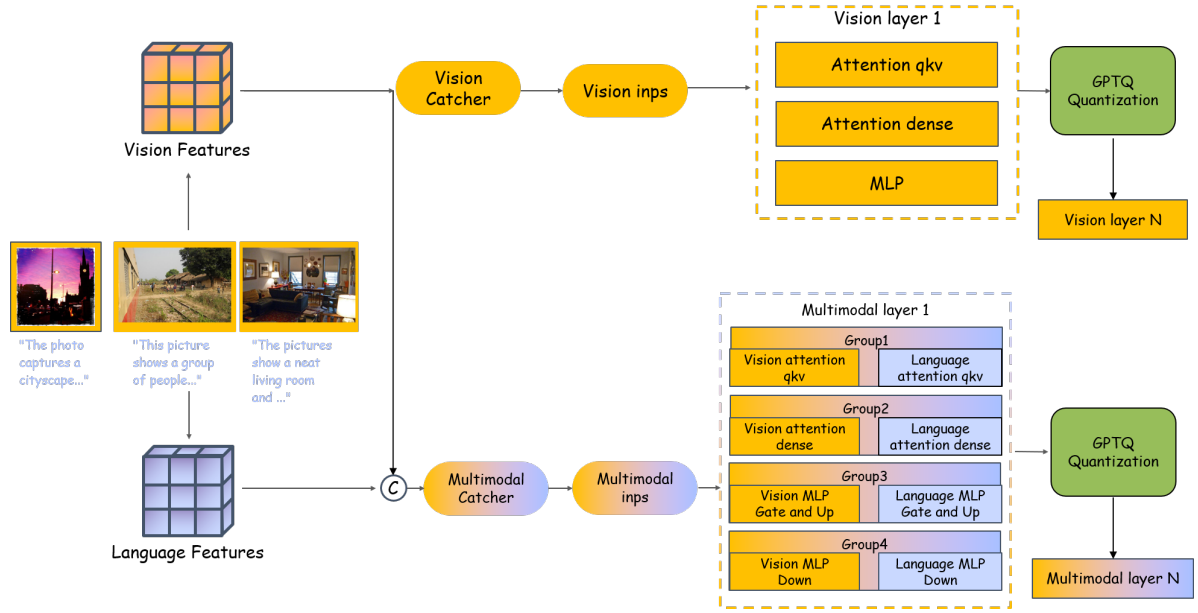 Vision layer 1
Attention qkv
Attention dense
MLP
Vision
Catcher
Vision inps
GPTQ
Quantization
Vision layer N
Vision Features
"The photo
captures a
cityscape..."
"This picture
shows a group
of people..."
"The pictures
show a neat
living room
and ..."
Language Features
C
Multimodal
Catcher
Multimodal
inps
Multimodal layer 1
Group1
Vision attention
qkv
Language
attention qkv
Group2
Vision attention
dense
Language
attention dense
Group3
Vision MLP
Gate and Up
Language MLP
Gate and Up
Group4
Vision MLP
Down
Language MLP
Down
GPTQ
Quantization
Multimodal layer N